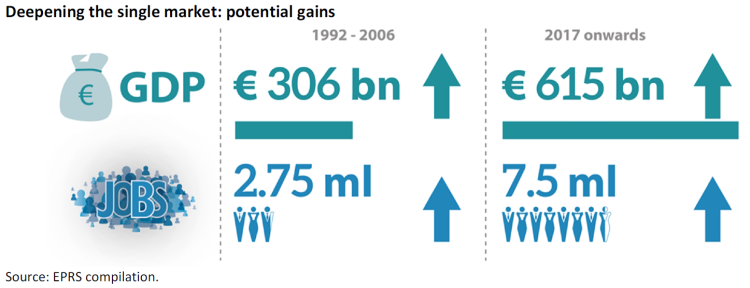 Deepening the single market: potential gains
1992 - 2006
2017 onwards
€
GDP
€ 306 bn
€ 615 bn
JOBS
2.75 ml
7.5 ml
Source: EPRS compilation.